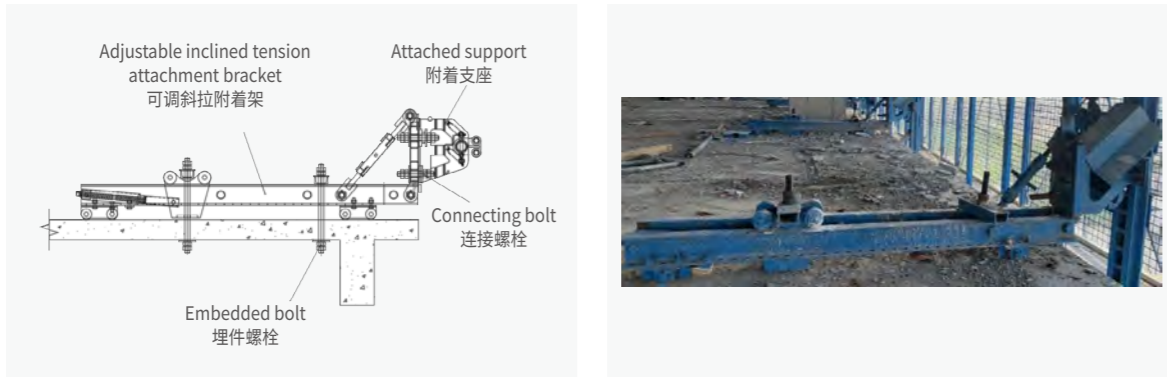 Adjustable inclined tension
attachment bracket
可调斜拉附着架
Attached support
附着支座
Connecting bolt
连接螺栓
Embedded bolt
埋件螺栓